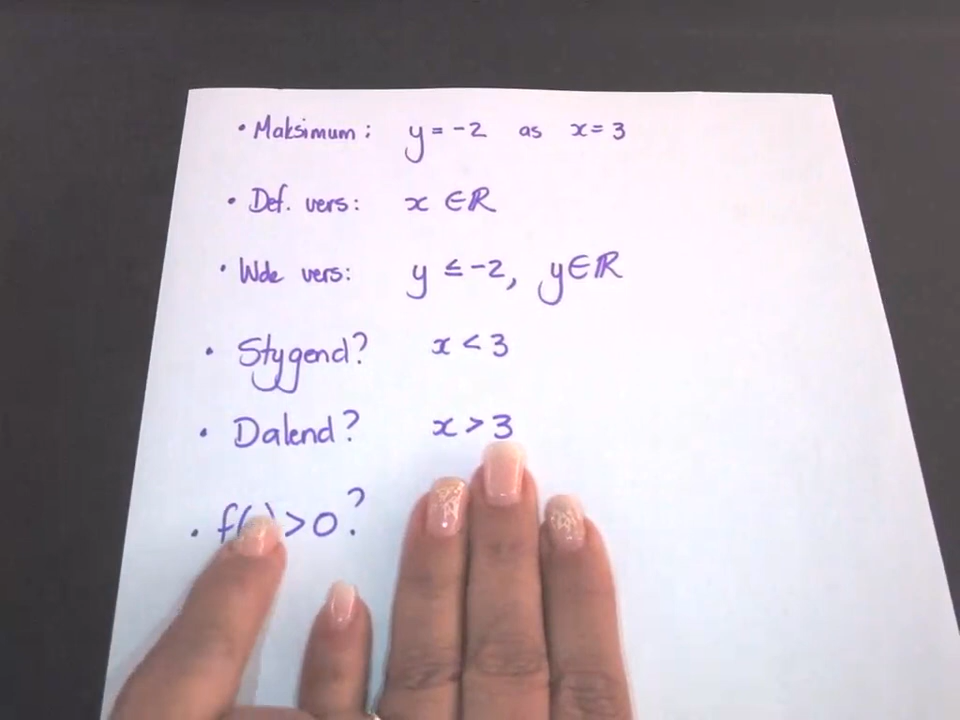 • Maksimum: y = -2 as x = 3
• Def. vers: x ∈ ℝ
• Wde vers: y ≤ -2, y ∈ ℝ
• Stygend? x < 3
• Dalend? x > 3
• f( ) > 0?